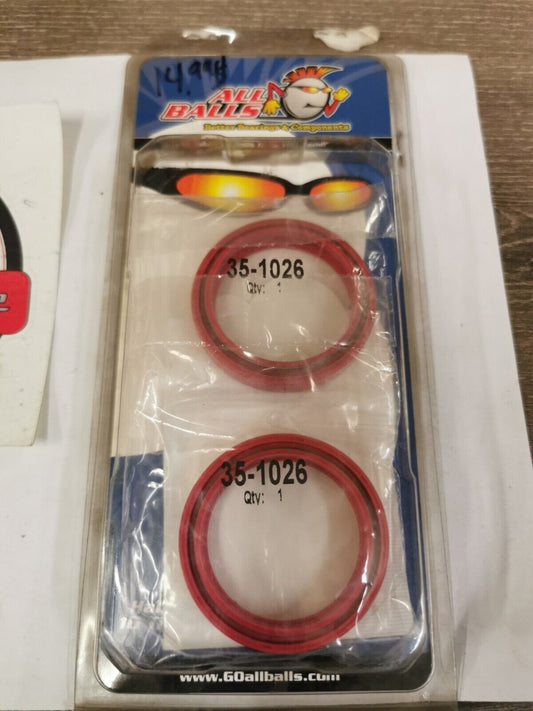 14.99
ALL
BALLS
Better Bearings & Components
35-1026
Qty: 1
35-1026
Qty: 1
www.GOallballs.com